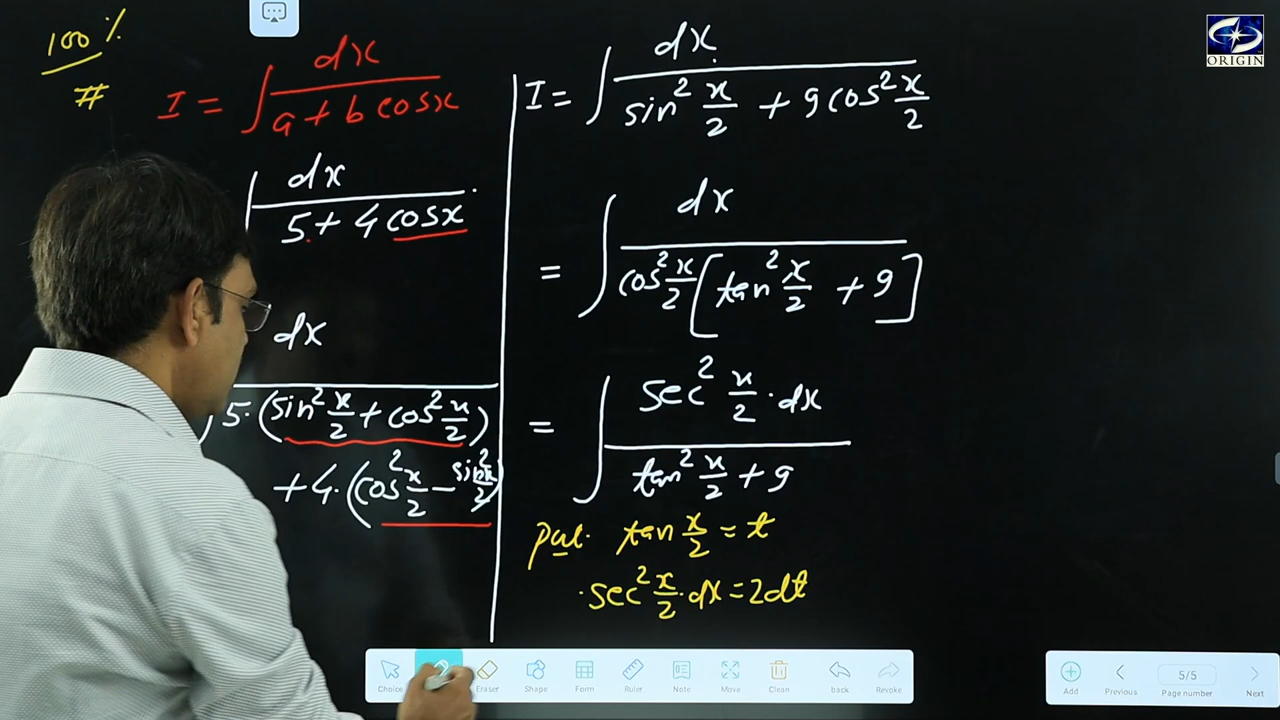 100%
#
I = ∫ dx / (a + b cosx)
∫ dx / (5 + 4 cosx)
dx / (5·(sin² x/2 + cos² x/2)
+ 4·(cos² x/2 − sin² x/2)
I = ∫ dx / (sin² x/2 + 9 cos² x/2)
= ∫ dx / (cos² x/2 [tan² x/2 + 9])
= ∫ sec² x/2 · dx / (tan² x/2 + 9)
put. tan x/2 = t
· sec² x/2 · dx = 2dt
ORIGIN
Choice
Eraser
Shape
Form
Ruler
Note
Move
Clean
back
Revoke
Add
Previous
5/5
Page number
Next